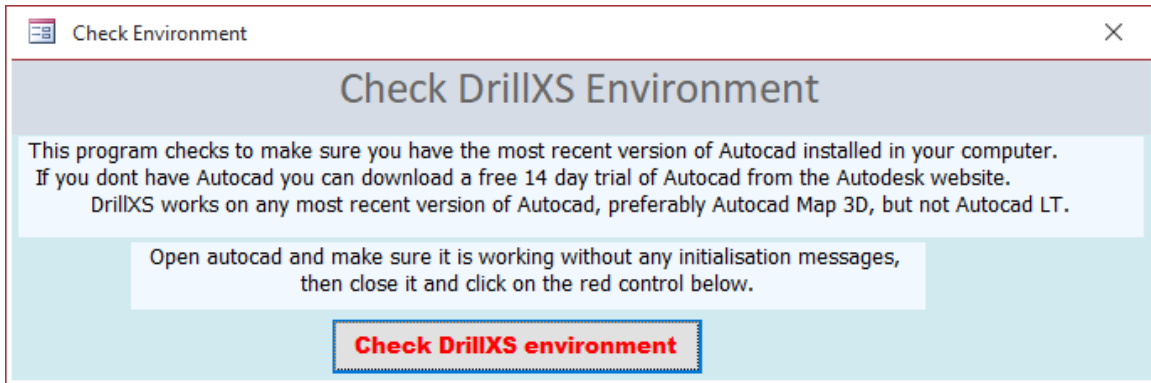 Check Environment
Check DrillXS Environment
This program checks to make sure you have the most recent version of Autocad installed in your computer.
If you dont have Autocad you can download a free 14 day trial of Autocad from the Autodesk website.
DrillXS works on any most recent version of Autocad, preferably Autocad Map 3D, but not Autocad LT.
Open autocad and make sure it is working without any initialisation messages,
then close it and click on the red control below.
Check DrillXS environment